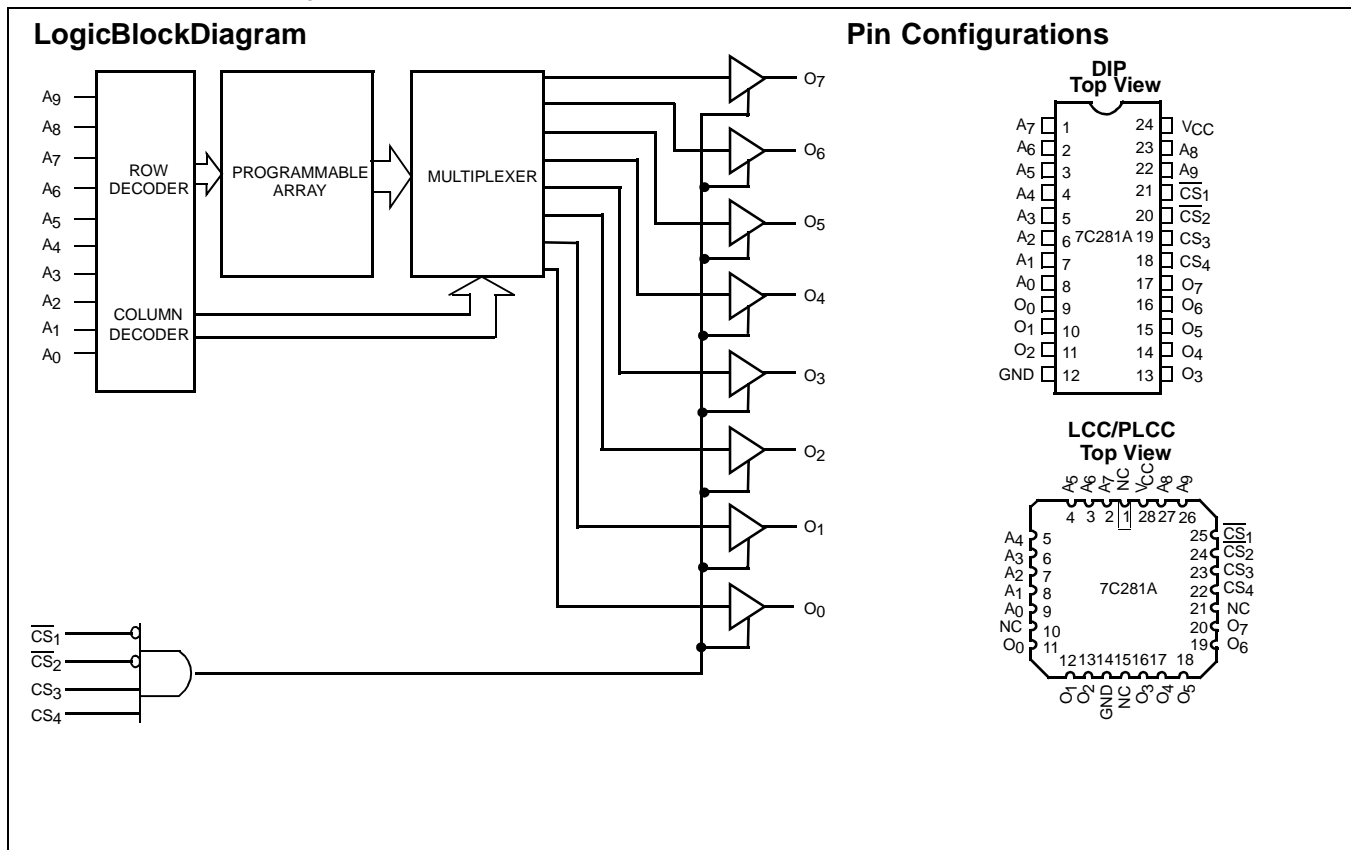 LogicBlockDiagram
A9
A8
A7
A6
A5
A4
A3
A2
A1
A0
ROW
DECODER
COLUMN
DECODER
PROGRAMMABLE
ARRAY
MULTIPLEXER
O7
O6
O5
O4
O3
O2
O1
O0
C̅S̅1
C̅S̅2
CS3
CS4
Pin Configurations
DIP
Top View
A7 1 24 VCC
A6 2 23 A8
A5 3 22 A9
A4 4 21 C̅S̅1
A3 5 20 C̅S̅2
A2 6 7C281A 19 CS3
A1 7 18 CS4
A0 8 17 O7
O0 9 16 O6
O1 10 15 O5
O2 11 14 O4
GND 12 13 O3
LCC/PLCC
Top View
A5 A6 A7 NC VCC A8 A9
4 3 2 1 28 27 26
A4 5 25 C̅S̅1
A3 6 24 C̅S̅2
A2 7 23 CS3
A1 8 7C281A 22 CS4
A0 9 21 NC
NC 10 20 O7
O0 11 19 O6
12 13 14 15 16 17 18
O1 O2 GND NC O3 O4 O5